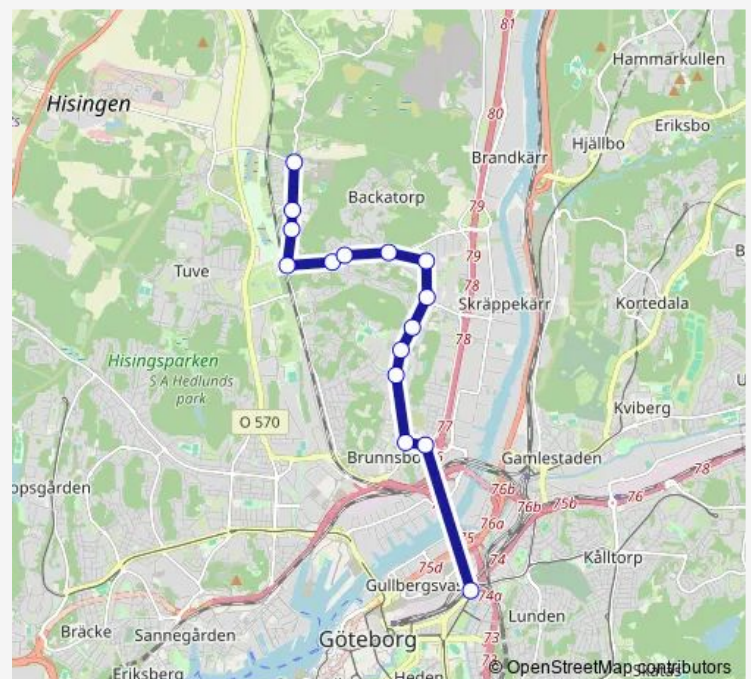 81
Hammarkullen
Hisingen
80
Eriksbo
Hjällbo
Brandkärr
Backatorp
79
B
79
Tuve
78
Skräppekärr
Kortedala
78
Hisingsparken
S A Hedlunds
park
U
Kviberg
O 570
77
Brunnsbo
Gamlestaden
78
opsgården
76b
76
76b
75b
76a
75
74
Kålltorp
75d
Gullbergsvas
74a
Lunden
Bräcke
Sannegården
Göteborg
73
Heden
Eriksberg
© OpenStreetMap contributors